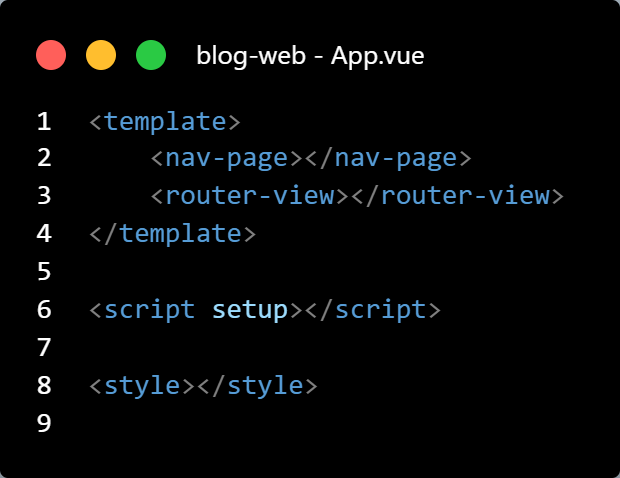 blog-web - App.vue
1 <template>
2     <nav-page></nav-page>
3     <router-view></router-view>
4 </template>
5
6 <script setup></script>
7
8 <style></style>
9